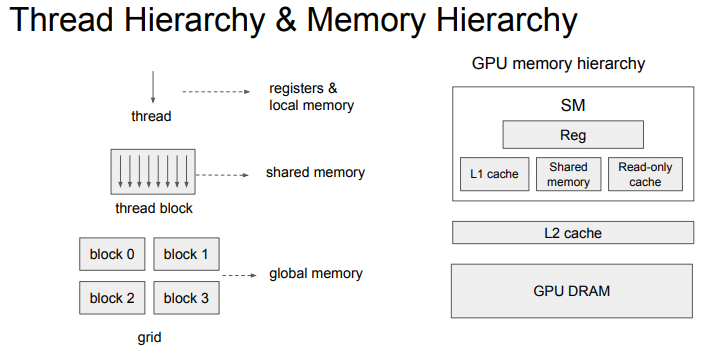 Thread Hierarchy & Memory Hierarchy
thread
registers &
local memory
thread block
shared memory
block 0
block 1
block 2
block 3
global memory
grid
GPU memory hierarchy
SM
Reg
L1 cache
Shared
memory
Read-only
cache
L2 cache
GPU DRAM